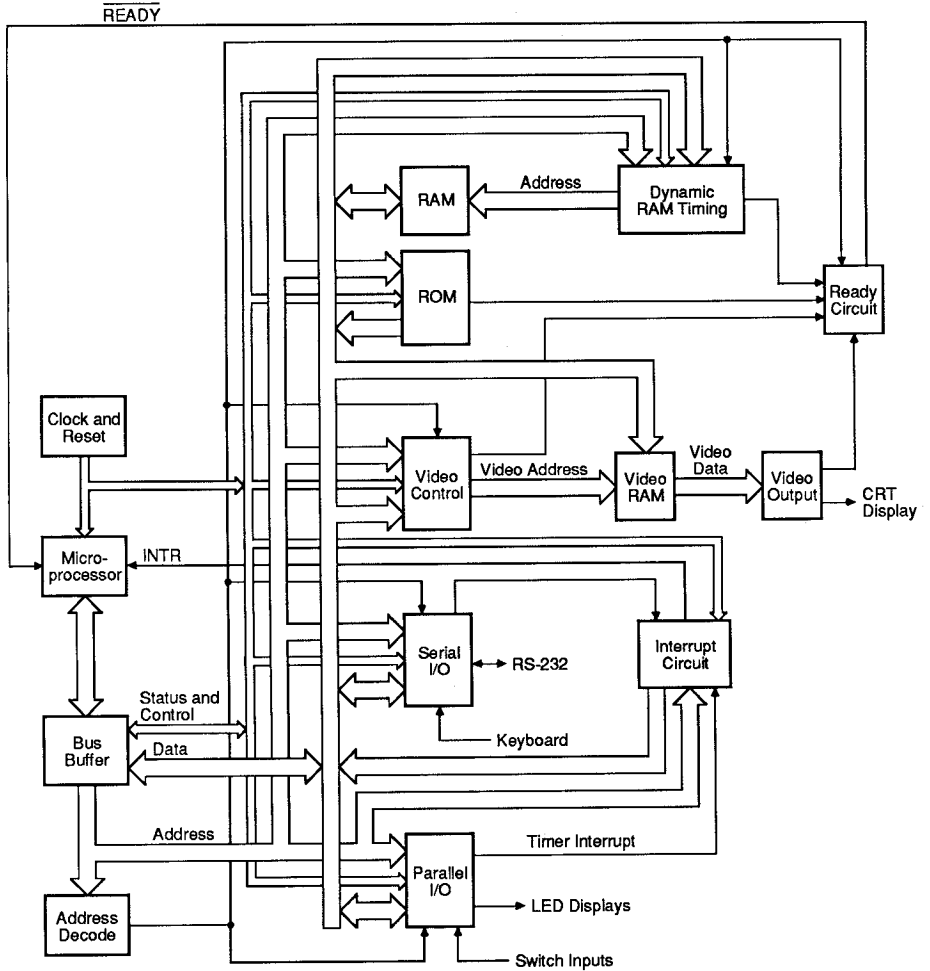 READY
Address
RAM
Dynamic
RAM Timing
ROM
Ready
Circuit
Clock and
Reset
Video
Control
Video Address
Video
RAM
Video
Data
Video
Output
CRT
Display
Micro-
processor
INTR
Serial
I/O
RS-232
Interrupt
Circuit
Status and
Control
Keyboard
Bus
Buffer
Data
Address
Timer Interrupt
Parallel
I/O
LED Displays
Address
Decode
Switch Inputs